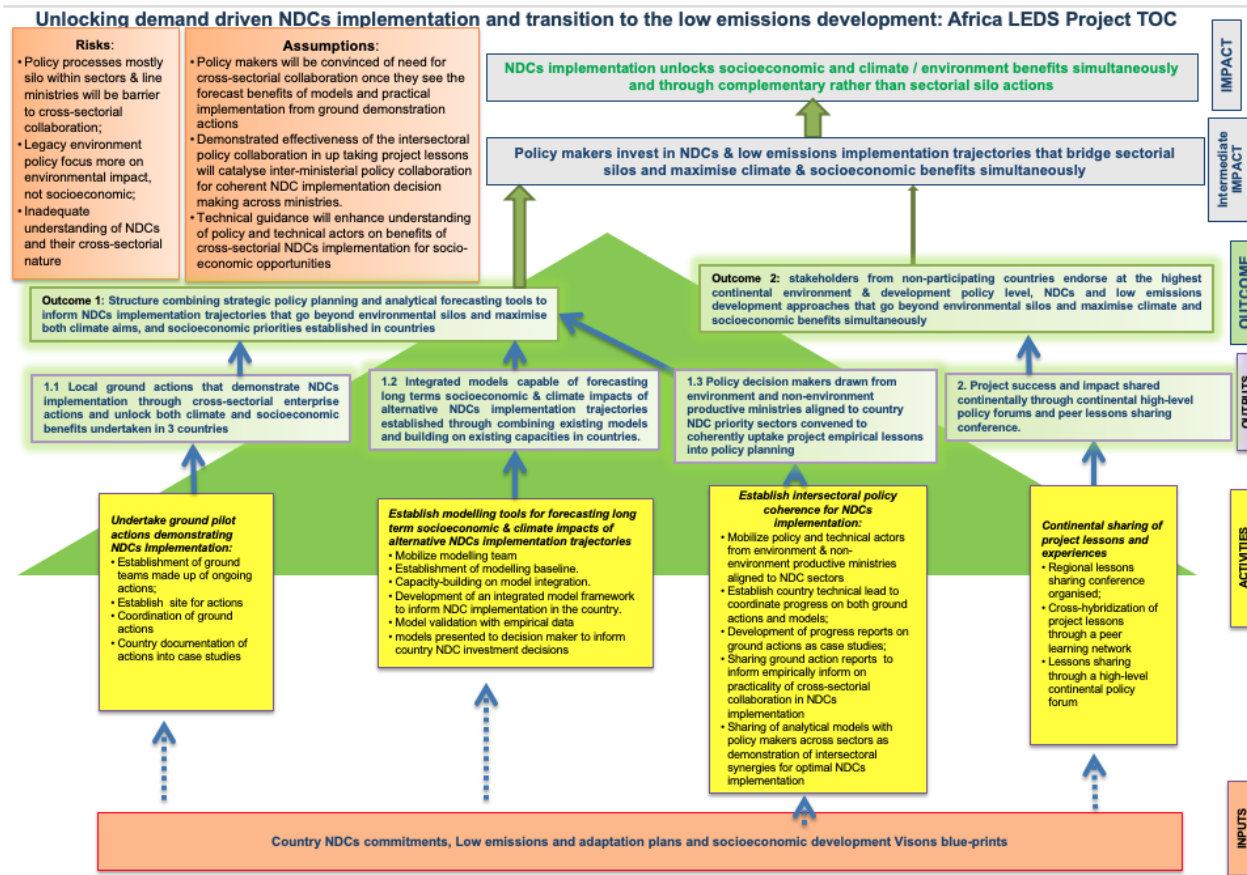 Unlocking demand driven NDCs implementation and transition to the low emissions development: Africa LEDS Project TOC
Risks:
• Policy processes mostly
silo within sectors & line
ministries will be barrier
to cross-sectorial
collaboration;
• Legacy environment
policy focus more on
environmental impact,
not socioeconomic;
• Inadequate
understanding of NDCs
and their cross-sectorial
nature
Assumptions:
• Policy makers will be convinced of need for
cross-sectorial collaboration once they see the
forecast benefits of models and practical
implementation from ground demonstration
actions
• Demonstrated effectiveness of the intersectoral
policy collaboration in up taking project lessons
will catalyse inter-ministerial policy collaboration
for coherent NDC implementation decision
making across ministries.
• Technical guidance will enhance understanding
of policy and technical actors on benefits of
cross-sectorial NDCs implementation for socio-
economic opportunities
NDCs implementation unlocks socioeconomic and climate / environment benefits simultaneously
and through complementary rather than sectorial silo actions
IMPACT
Policy makers invest in NDCs & low emissions implementation trajectories that bridge sectorial
silos and maximise climate & socioeconomic benefits simultaneously
Intermediate
IMPACT
Outcome 1: Structure combining strategic policy planning and analytical forecasting tools to
inform NDCs implementation trajectories that go beyond environmental silos and maximise
both climate aims, and socioeconomic priorities established in countries
Outcome 2: stakeholders from non-participating countries endorse at the highest
continental environment & development policy level, NDCs and low emissions
development approaches that go beyond environmental silos and maximise climate and
socioeconomic benefits simultaneously
OUTCOME
1.1 Local ground actions that demonstrate NDCs
implementation through cross-sectorial enterprise
actions and unlock both climate and socioeconomic
benefits undertaken in 3 countries
1.2 Integrated models capable of forecasting
long terms socioeconomic & climate impacts of
alternative NDCs implementation trajectories
established through combining existing models
and building on existing capacities in countries.
1.3 Policy decision makers drawn from
environment and non-environment
productive ministries aligned to country
NDC priority sectors convened to
coherently uptake project empirical lessons
into policy planning
2. Project success and impact shared
continentally through continental high-level
policy forums and peer lessons sharing
conference.
OUTPUTS
Undertake ground pilot
actions demonstrating
NDCs Implementation:
• Establishment of ground
teams made up of ongoing
actions;
• Establish site for actions
• Coordination of ground
actions
• Country documentation of
actions into case studies
Establish modelling tools for forecasting long
term socioeconomic & climate impacts of
alternative NDCs implementation trajectories
• Mobilize modelling team
• Establishment of modelling baseline.
• Capacity-building on model integration.
• Development of an integrated model framework
to inform NDC implementation in the country.
• Model validation with empirical data
• models presented to decision maker to inform
country NDC investment decisions
Establish intersectoral policy
coherence for NDCs
implementation:
• Mobilize policy and technical actors
from environment & non-
environment productive ministries
aligned to NDC sectors
• Establish country technical lead to
coordinate progress on both ground
actions and models;
• Development of progress reports on
ground actions as case studies;
• Sharing ground action reports to
inform empirically inform on
practicality of cross-sectorial
collaboration in NDCs
implementation
• Sharing of analytical models with
policy makers across sectors as
demonstration of intersectoral
synergies for optimal NDCs
implementation
Continental sharing of
project lessons and
experiences
• Regional lessons
sharing conference
organised;
• Cross-hybridization of
project lessons
through a peer
learning network
• Lessons sharing
through a high-level
continental policy
forum
ACTIVITIES
Country NDCs commitments, Low emissions and adaptation plans and socioeconomic development Visons blue-prints
INPUTS